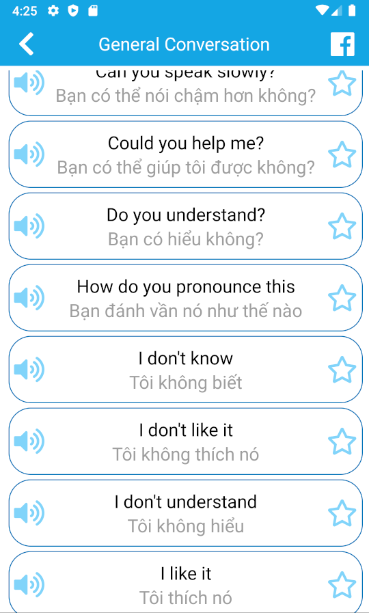 4:25
General Conversation
Can you speak slowly?
Bạn có thể nói chậm hơn không?
Could you help me?
Bạn có thể giúp tôi được không?
Do you understand?
Bạn có hiểu không?
How do you pronounce this
Bạn đánh vần nó như thế nào
I don't know
Tôi không biết
I don't like it
Tôi không thích nó
I don't understand
Tôi không hiểu
I like it
Tôi thích nó